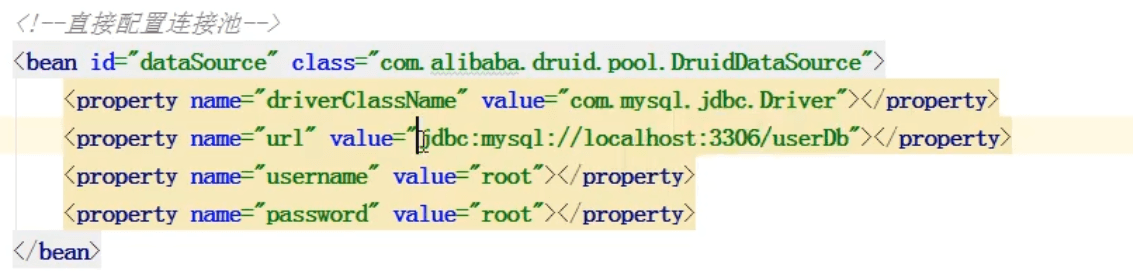 <!--直接配置连接池-->
<bean id="dataSource" class="com.alibaba.druid.pool.DruidDataSource">
<property name="driverClassName" value="com.mysql.jdbc.Driver"></property>
<property name="url" value="jdbc:mysql://localhost:3306/userDb"></property>
<property name="username" value="root"></property>
<property name="password" value="root"></property>
</bean>